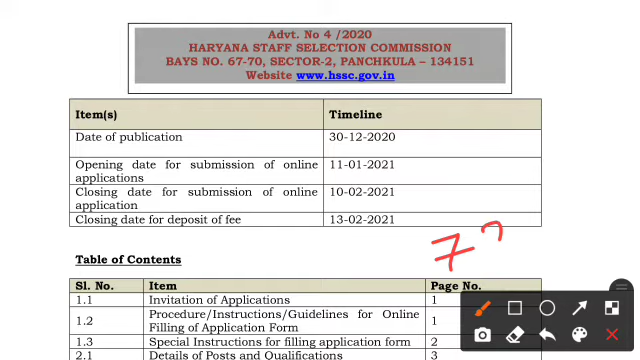 Advt. No 4 /2020
HARYANA STAFF SELECTION COMMISSION
BAYS NO. 67-70, SECTOR-2, PANCHKULA – 134151
Website www.hssc.gov.in
Item(s) Timeline
Date of publication 30-12-2020
Opening date for submission of online 11-01-2021
applications
Closing date for submission of online 10-02-2021
application
Closing date for deposit of fee 13-02-2021
7
Table of Contents
Sl. No. Item Page No.
1.1 Invitation of Applications 1
1.2 Procedure/Instructions/Guidelines for Online 1
Filling of Application Form
1.3 Special Instructions for filling application form 2
2.1 Details of Posts and Qualifications 3